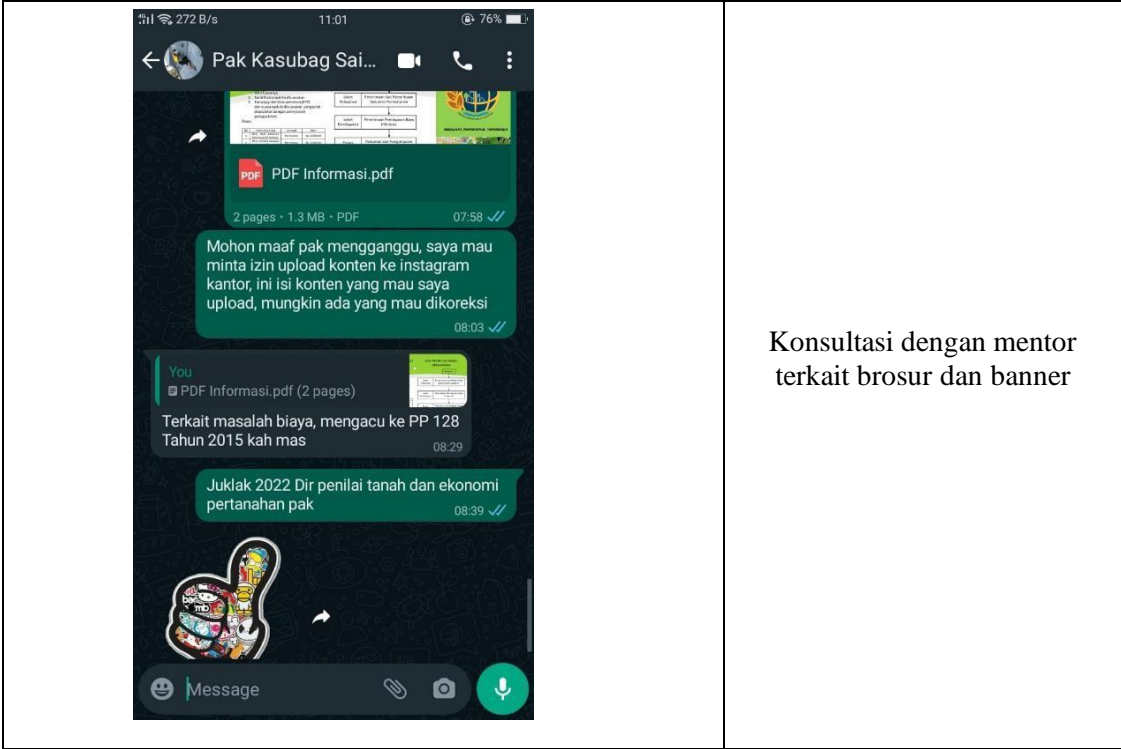 4G 272 B/s 11:01 76%
Pak Kasubag Sai...
PDF
PDF Informasi.pdf
2 pages • 1.3 MB • PDF 07:58
Mohon maaf pak mengganggu, saya mau
minta izin upload konten ke instagram
kantor, ini isi konten yang mau saya
upload, mungkin ada yang mau dikoreksi
08:03
You
PDF Informasi.pdf (2 pages)
Terkait masalah biaya, mengacu ke PP 128
Tahun 2015 kah mas
08:29
Juklak 2022 Dir penilai tanah dan ekonomi
pertanahan pak
08:39
Message
Konsultasi dengan mentor
terkait brosur dan banner